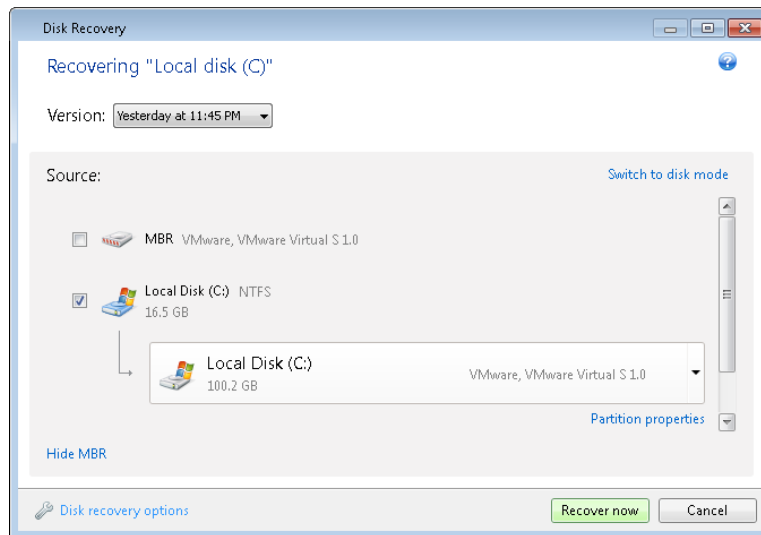 Disk Recovery
Recovering "Local disk (C)"
Version: Yesterday at 11:45 PM
Source:
Switch to disk mode
MBR VMware, VMware Virtual S 1.0
Local Disk (C:) NTFS
16.5 GB
Local Disk (C:)
100.2 GB
VMware, VMware Virtual S 1.0
Partition properties
Hide MBR
Disk recovery options
Recover now
Cancel